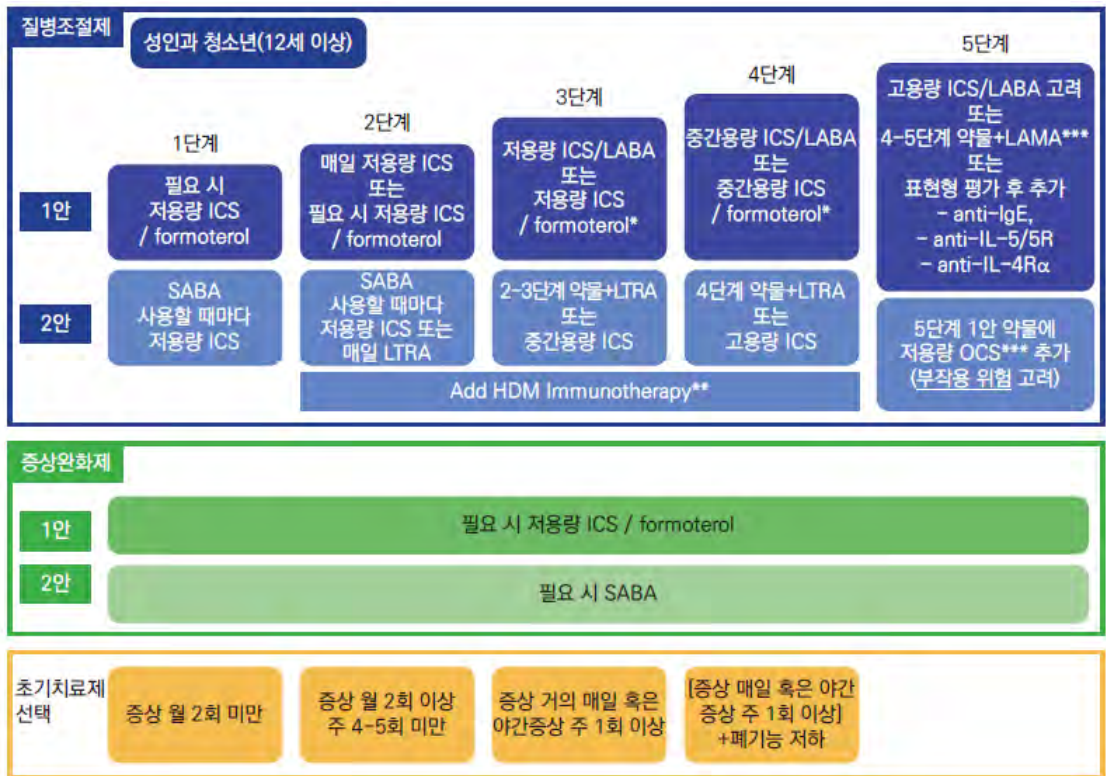 질병조절제
성인과 청소년(12세 이상)
1단계
2단계
3단계
4단계
5단계
1안
필요 시
저용량 ICS
/ formoterol
매일 저용량 ICS
또는
필요 시 저용량 ICS
/ formoterol
저용량 ICS/LABA
또는
저용량 ICS
/ formoterol*
중간용량 ICS/LABA
또는
중간용량 ICS
/ formoterol*
고용량 ICS/LABA 고려
또는
4-5단계 약물+LAMA***
또는
표현형 평가 후 추가
- anti-IgE,
- anti-IL-5/5R
- anti-IL-4Rα
2안
SABA
사용할 때마다
저용량 ICS
SABA
사용할 때마다
저용량 ICS 또는
매일 LTRA
2-3단계 약물+LTRA
또는
중간용량 ICS
4단계 약물+LTRA
또는
고용량 ICS
5단계 1안 약물에
저용량 OCS*** 추가
(부작용 위험 고려)
Add HDM Immunotherapy**
증상완화제
1안
필요 시 저용량 ICS / formoterol
2안
필요 시 SABA
초기치료제
선택
증상 월 2회 미만
증상 월 2회 이상
주 4-5회 미만
증상 거의 매일 혹은
야간증상 주 1회 이상
[증상 매일 혹은 야간
증상 주 1회 이상]
+폐기능 저하